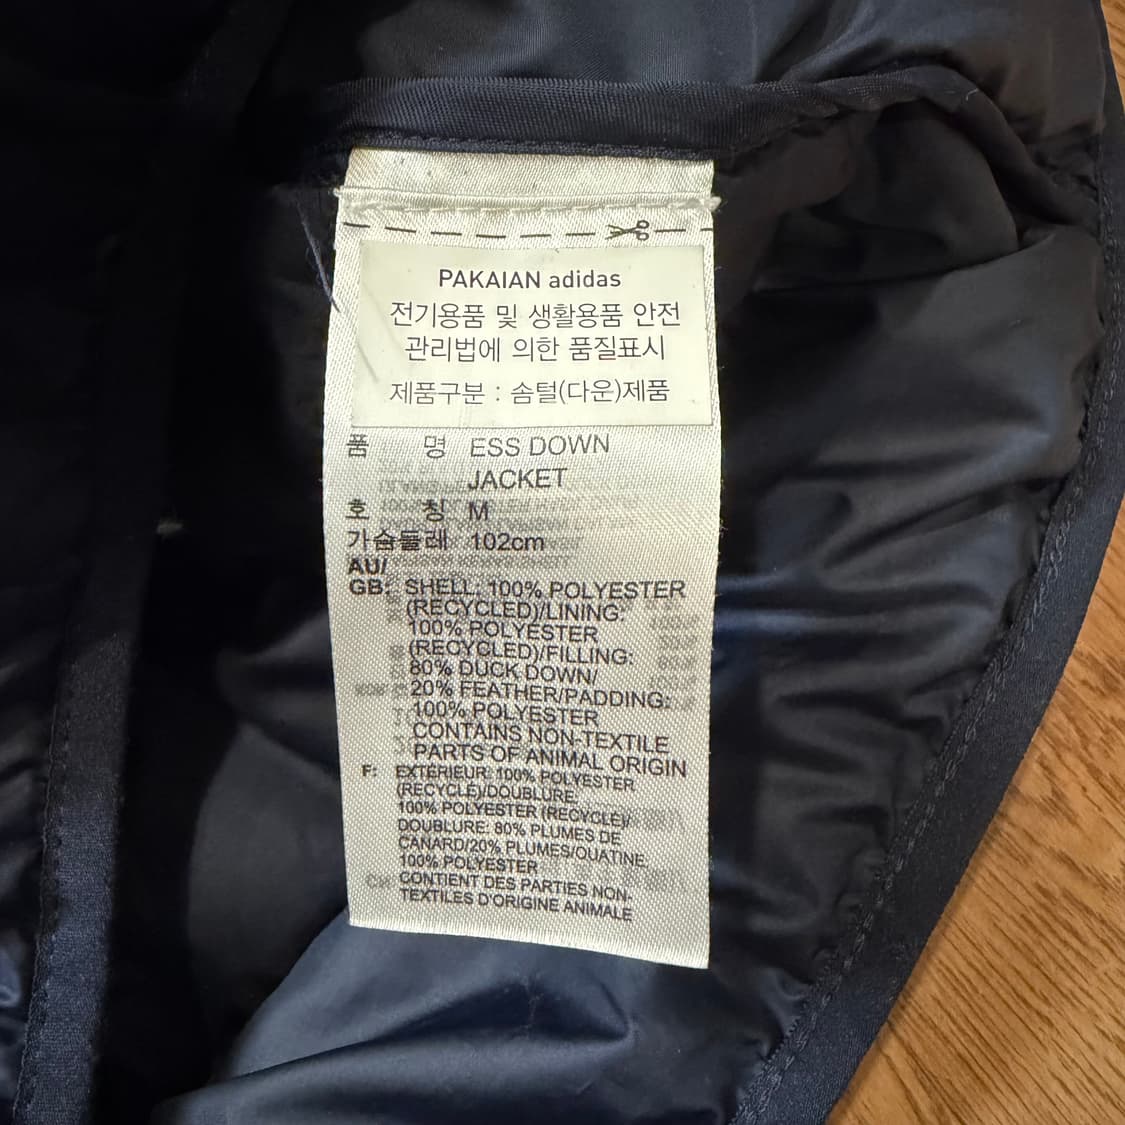 PAKAIAN adidas
전기용품 및 생활용품 안전
관리법에 의한 품질표시
제품구분 : 솜털(다운)제품
품 명 ESS DOWN
JACKET
호 칭 M
가슴둘레 102cm
AU/
GB: SHELL: 100% POLYESTER
(RECYCLED)/LINING:
100% POLYESTER
(RECYCLED)/FILLING:
80% DUCK DOWN/
20% FEATHER/PADDING:
100% POLYESTER
CONTAINS NON-TEXTILE
PARTS OF ANIMAL ORIGIN
F: EXTÉRIEUR: 100% POLYESTER
(RECYCLÉ)/DOUBLURE:
100% POLYESTER (RECYCLÉ)/
DOUBLURE: 80% PLUMES DE
CANARD/20% PLUMES/OUATINE:
100% POLYESTER
CONTIENT DES PARTIES NON-
TEXTILES D'ORIGINE ANIMALE